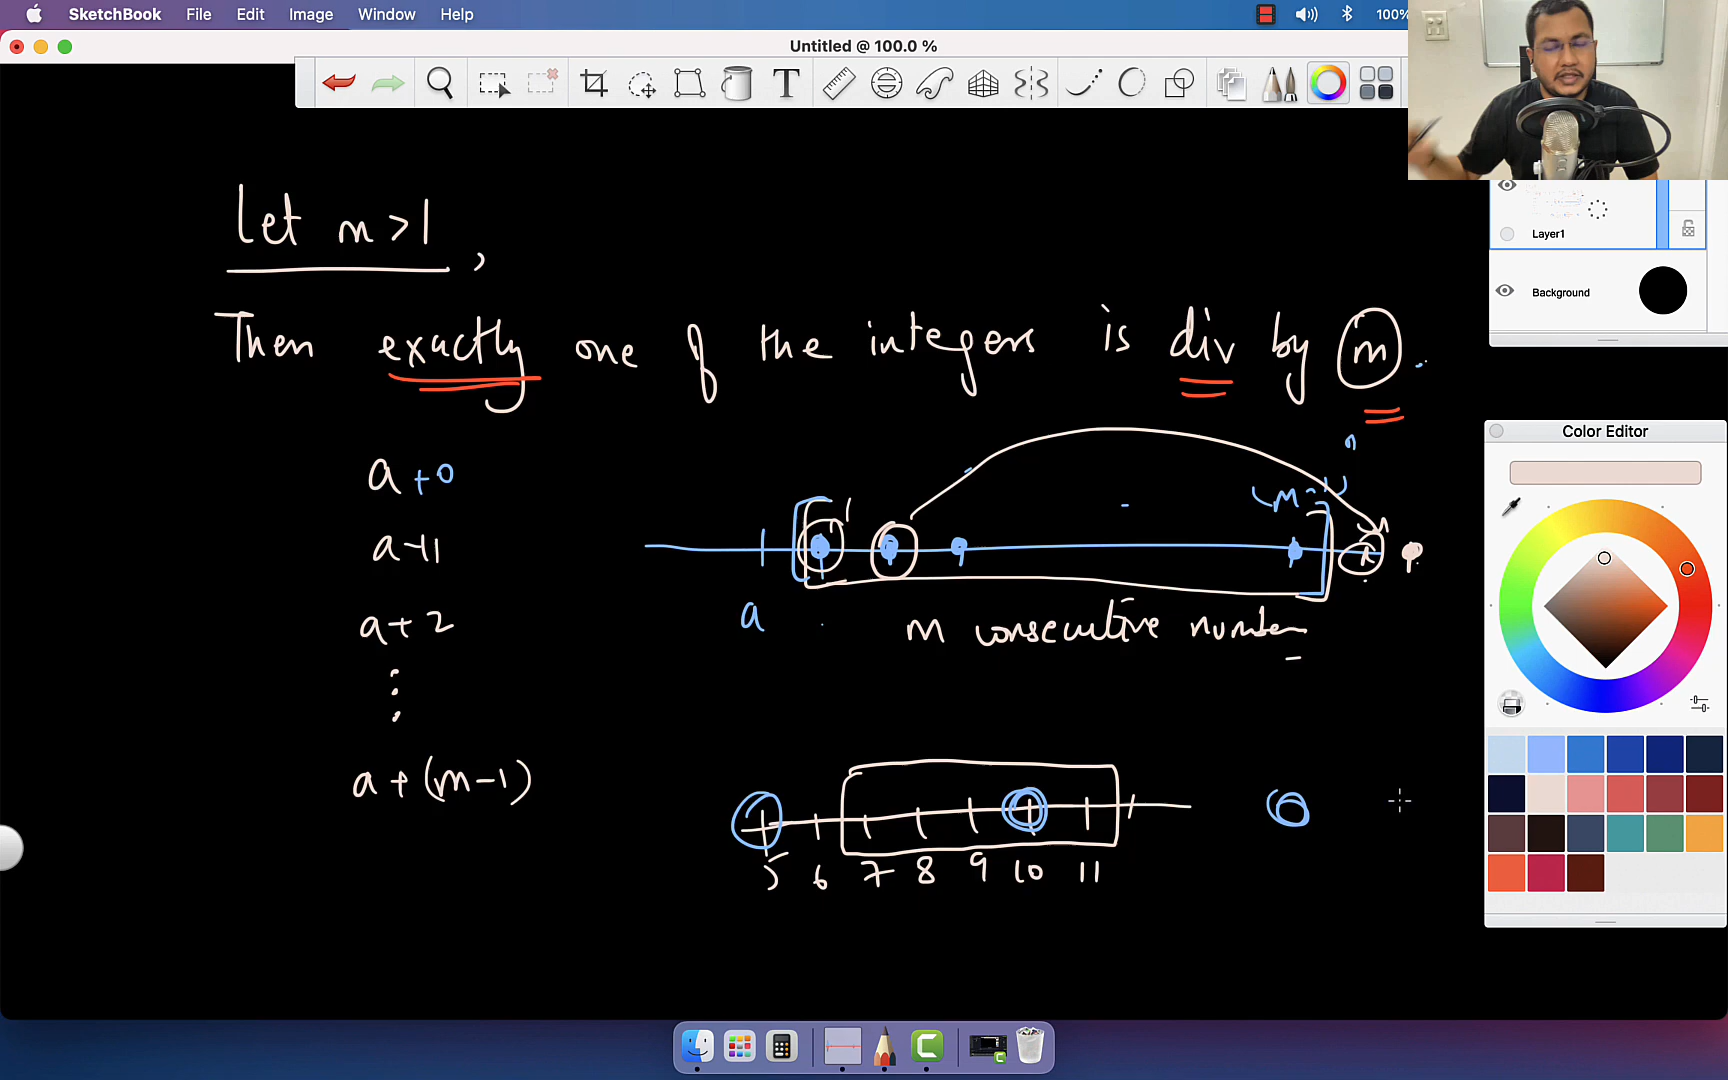 SketchBook File Edit Image Window Help
100%
Untitled @ 100.0 %
T
Layer1
Background
Let m > 1 ,
Then exactly one of the integers is div by m .
Color Editor
a + 0
a + 1
a + 2
⋮
a + (m - 1)
a
m consecutive number
5 6 7 8 9 10 11